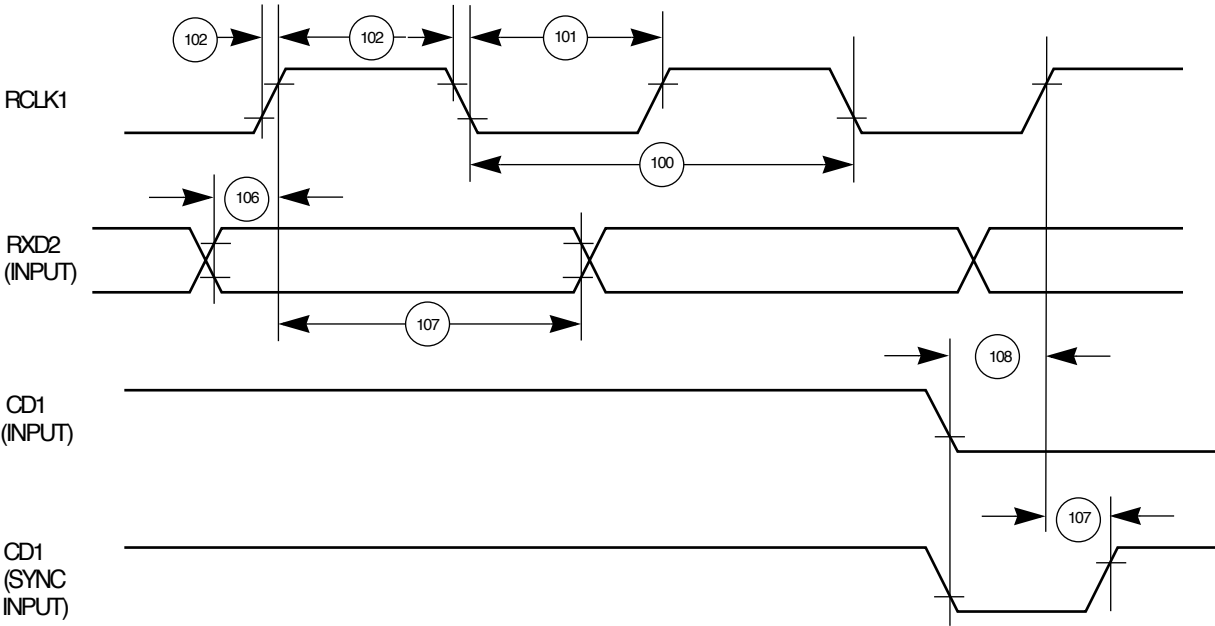 102
102
101
RCLK1
100
106
RXD2
(INPUT)
107
108
CD1
(INPUT)
107
CD1
(SYNC
INPUT)